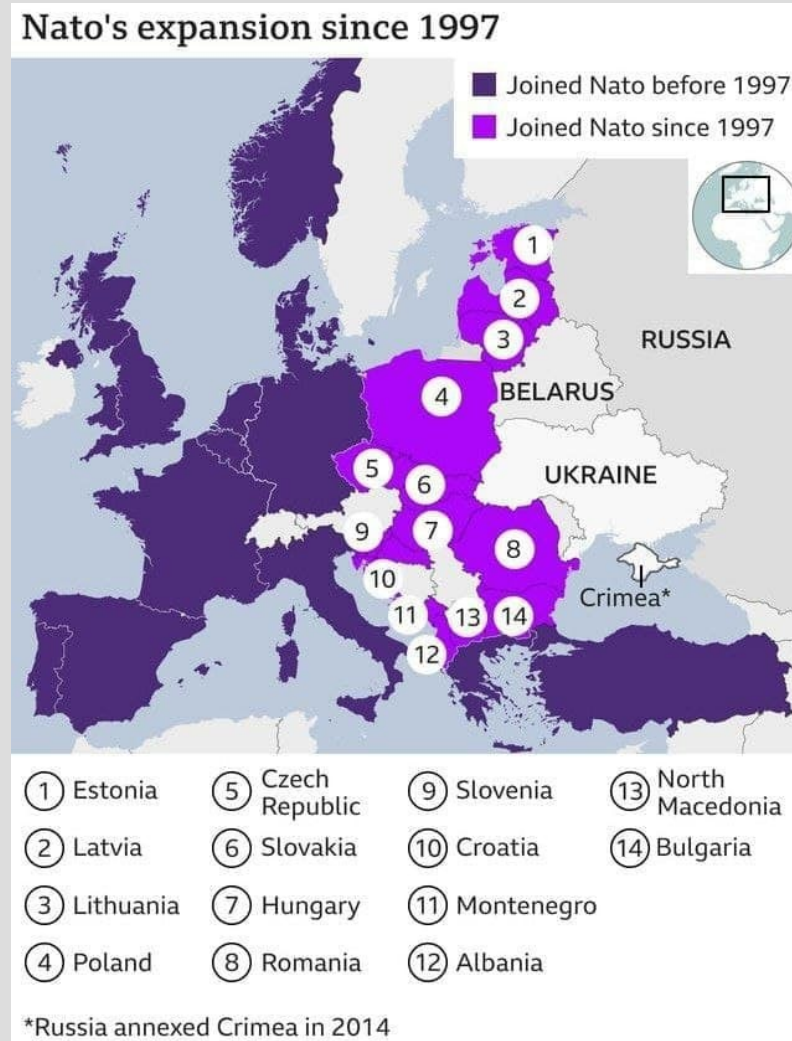 Nato's expansion since 1997
Joined Nato before 1997
Joined Nato since 1997
1
2
3
RUSSIA
4
BELARUS
5
6
UKRAINE
9
7
8
10
Crimea*
11
13
14
12
1 Estonia
5 Czech
Republic
9 Slovenia
13 North
Macedonia
2 Latvia
6 Slovakia
10 Croatia
14 Bulgaria
3 Lithuania
7 Hungary
11 Montenegro
4 Poland
8 Romania
12 Albania
*Russia annexed Crimea in 2014